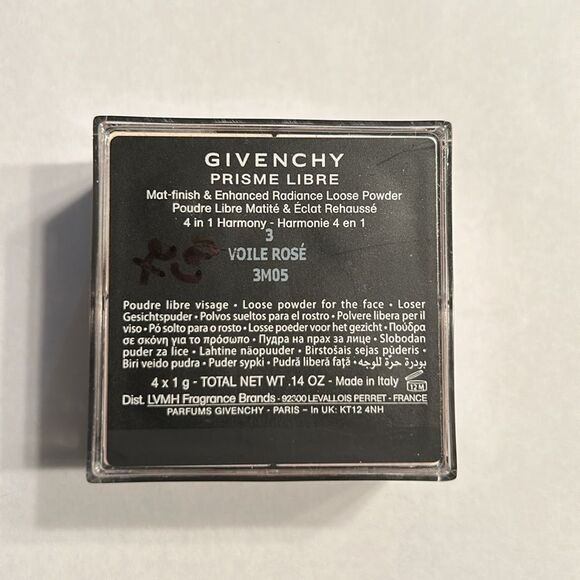 GIVENCHY
PRISME LIBRE
Mat-finish & Enhanced Radiance Loose Powder
Poudre Libre Matité & Éclat Rehaussé
4 in 1 Harmony - Harmonie 4 en 1
3
VOILE ROSÉ
3M05
Poudre libre visage • Loose powder for the face • Loser
Gesichtspuder • Polvos sueltos para el rostro • Polvere libera per il
viso • Pó solto para o rosto • Losse poeder voor het gezicht • Πούδρα
σε σκόνη για το πρόσωπο • Пудра на прах за лице • Slobodan
puder za lice • Lahtine näopuuder • Birstošais sejas pūderis •
Biri veido pudra • Puder sypki • Pudră liberă față • بودرة حرة للوجه
4 x 1 g - TOTAL NET WT .14 OZ - Made in Italy
12M
Dist. LVMH Fragrance Brands - 92300 LEVALLOIS PERRET - FRANCE
PARFUMS GIVENCHY - PARIS - In UK: KT12 4NH